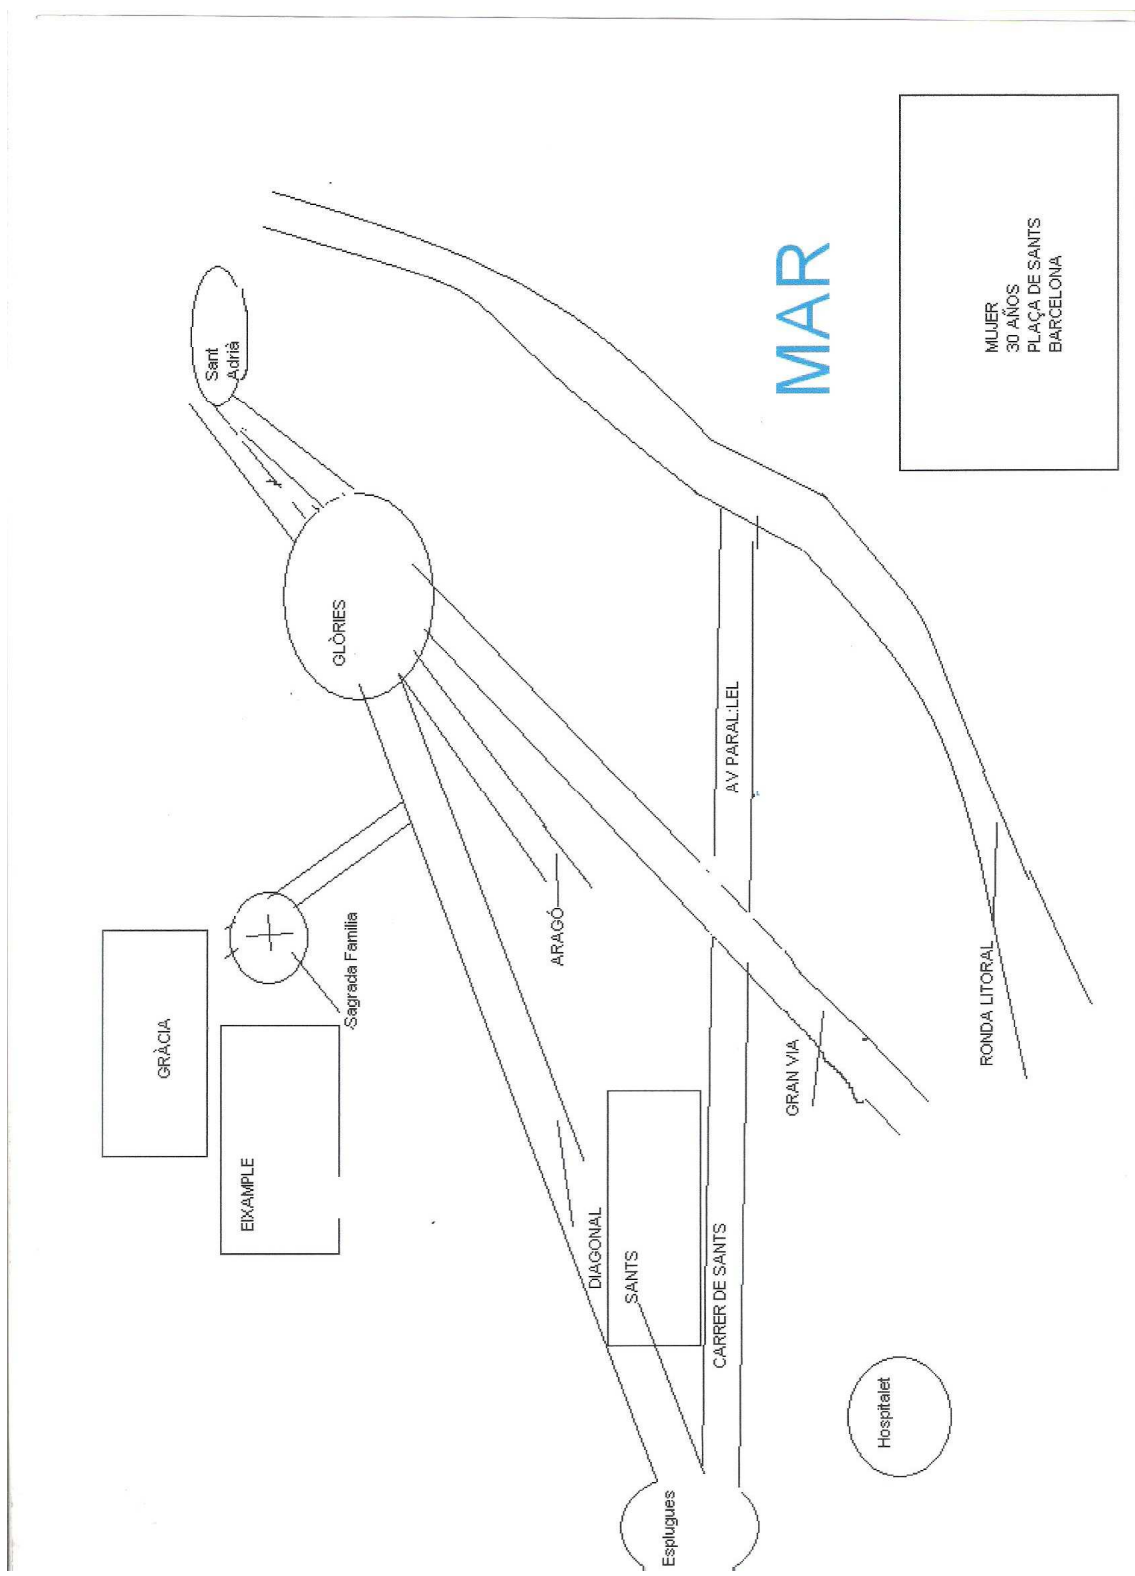 GRÀCIA
EIXAMPLE
Sagrada Familia
Sant
Adrià
GLÒRIES
ARAGÓ
DIAGONAL
SANTS
CARRER DE SANTS
AV PARAL:LEL
GRAN VIA
RONDA LITORAL
Esplugues
Hospitalet
MAR
MUJER
30 AÑOS
PLAÇA DE SANTS
BARCELONA